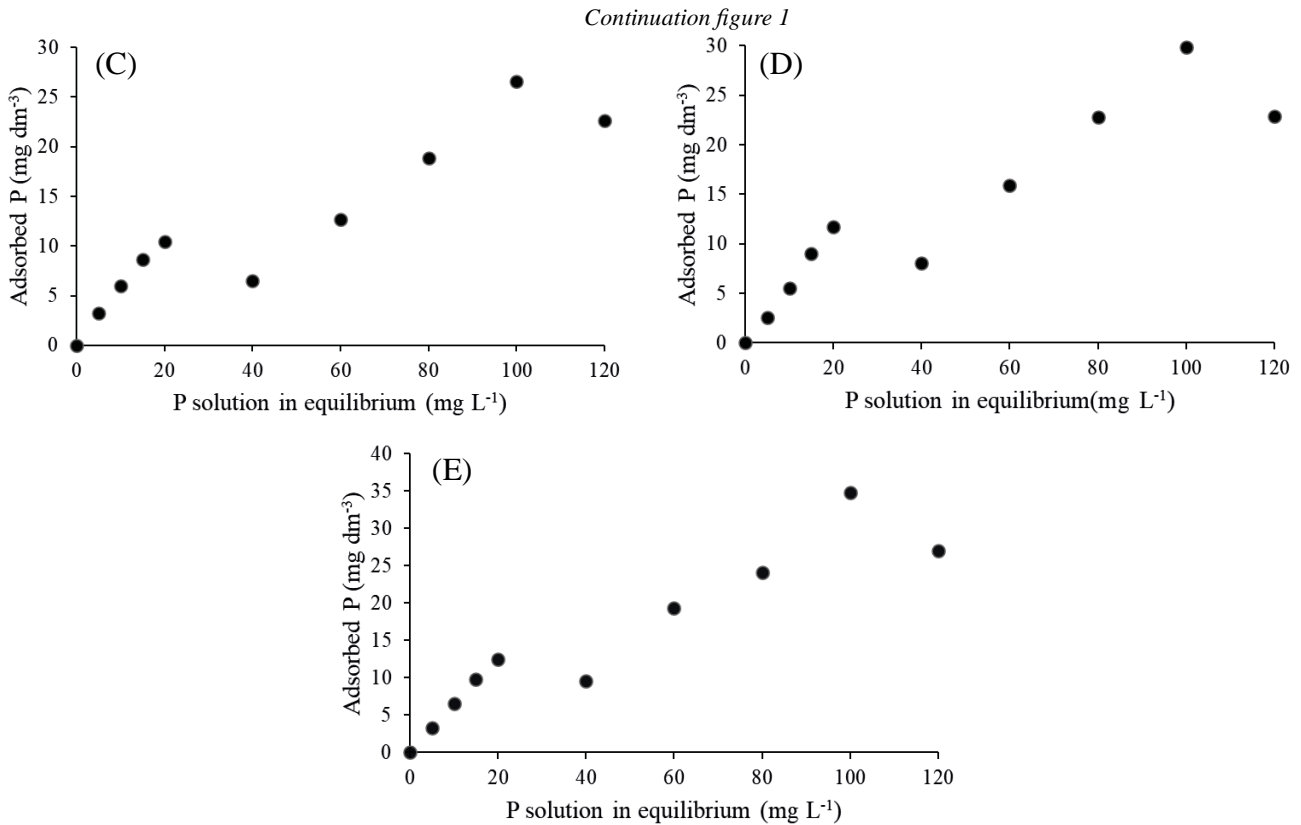 Continuation figure 1
(C)
Adsorbed P (mg dm-3)
30
25
20
15
10
5
0
0 20 40 60 80 100 120
P solution in equilibrium (mg L-1)
(D)
Adsorbed P (mg dm-3)
30
25
20
15
10
5
0
0 20 40 60 80 100 120
P solution in equilibrium(mg L-1)
(E)
Adsorbed P (mg dm-3)
40
35
30
25
20
15
10
5
0
0 20 40 60 80 100 120
P solution in equilibrium (mg L-1)